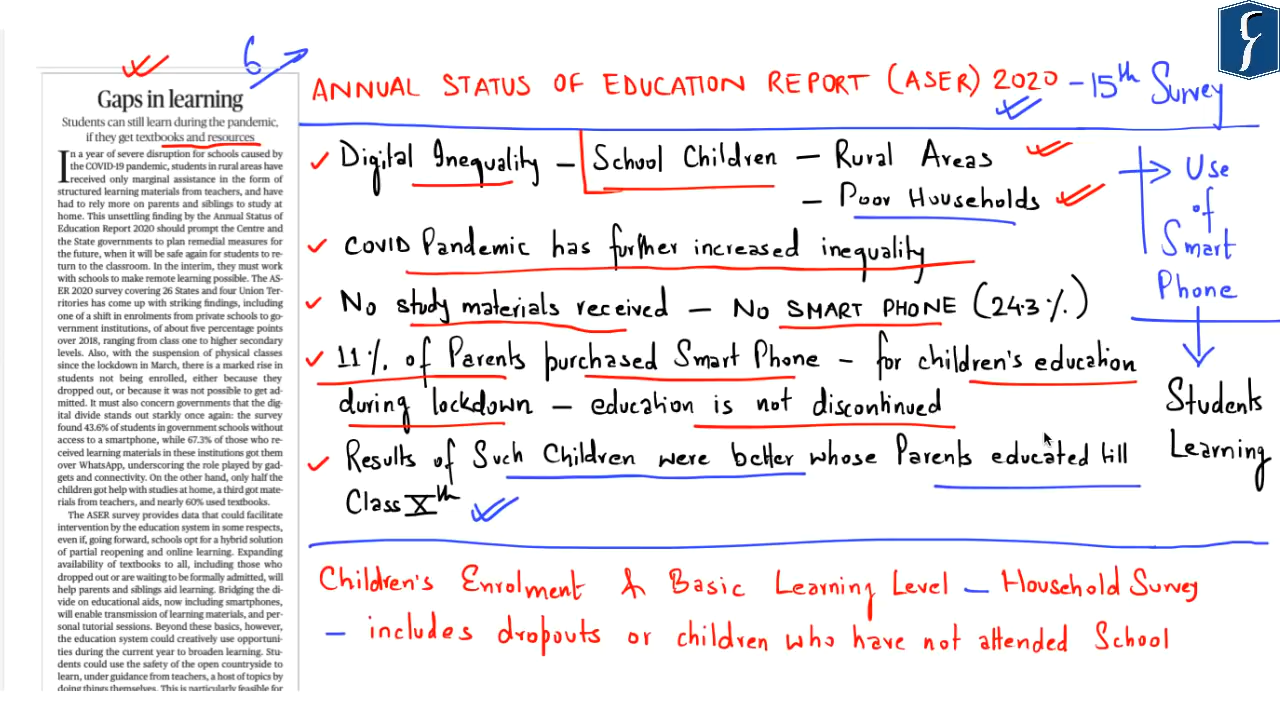 6
Gaps in learning
Students can still learn during the pandemic,
if they get textbooks and resources
In a year of severe disruption for schools caused by
the COVID-19 pandemic, students in rural areas have
received only marginal assistance in the form of
structured learning materials from teachers, and have
had to rely more on parents and siblings to study at
home. This unsettling finding by the Annual Status of
Education Report 2020 should prompt the Centre and
the State governments to plan remedial measures for
the future, when it will be safe again for students to re-
turn to the classroom. In the interim, they must work
with schools to make remote learning possible. The AS-
ER 2020 survey covering 26 States and four Union Ter-
ritories has come up with striking findings, including
one of a shift in enrolments from private schools to go-
vernment institutions, of about five percentage points
over 2018, ranging from class one to higher secondary
levels. Also, with the suspension of physical classes
since the lockdown in March, there is a marked rise in
students not being enrolled, either because they
dropped out, or because it was not possible to get ad-
mitted. It must also concern governments that the dig-
ital divide stands out starkly once again: the survey
found 43.6% of students in government schools without
access to a smartphone, while 67.3% of those who re-
ceived learning materials in these institutions got them
over WhatsApp, underscoring the role played by gad-
gets and connectivity. On the other hand, only half the
children got help with studies at home, a third got mate-
rials from teachers, and nearly 60% used textbooks.
The ASER survey provides data that could facilitate
intervention by the education system in some respects,
even if, going forward, schools opt for a hybrid solution
of partial reopening and online learning. Expanding
availability of textbooks to all, including those who
dropped out or are waiting to be formally admitted, will
help parents and siblings aid learning. Bridging the di-
vide on educational aids, now including smartphones,
will enable transmission of learning materials, and per-
sonal tutorial sessions. Beyond these basics, however,
the education system could creatively use opportuni-
ties during the current year to broaden learning. Stu-
dents could use the safety of the open countryside to
learn, under guidance from teachers, a host of topics by
doing things themselves. This is particularly feasible for
ANNUAL STATUS OF EDUCATION REPORT (ASER) 2020 - 15th Survey
Digital Inequality - School Children - Rural Areas
- Poor Households
COVID Pandemic has further increased inequality
No study materials received - No SMART PHONE (24.3%)
11% of Parents purchased Smart Phone - for children's education
during lockdown - education is not discontinued
Results of Such Children were better whose Parents educated till
Class Xth
Use
of
Smart
Phone
Students
Learning
Children's Enrolment & Basic Learning Level - Household Survey
- includes dropouts or children who have not attended School